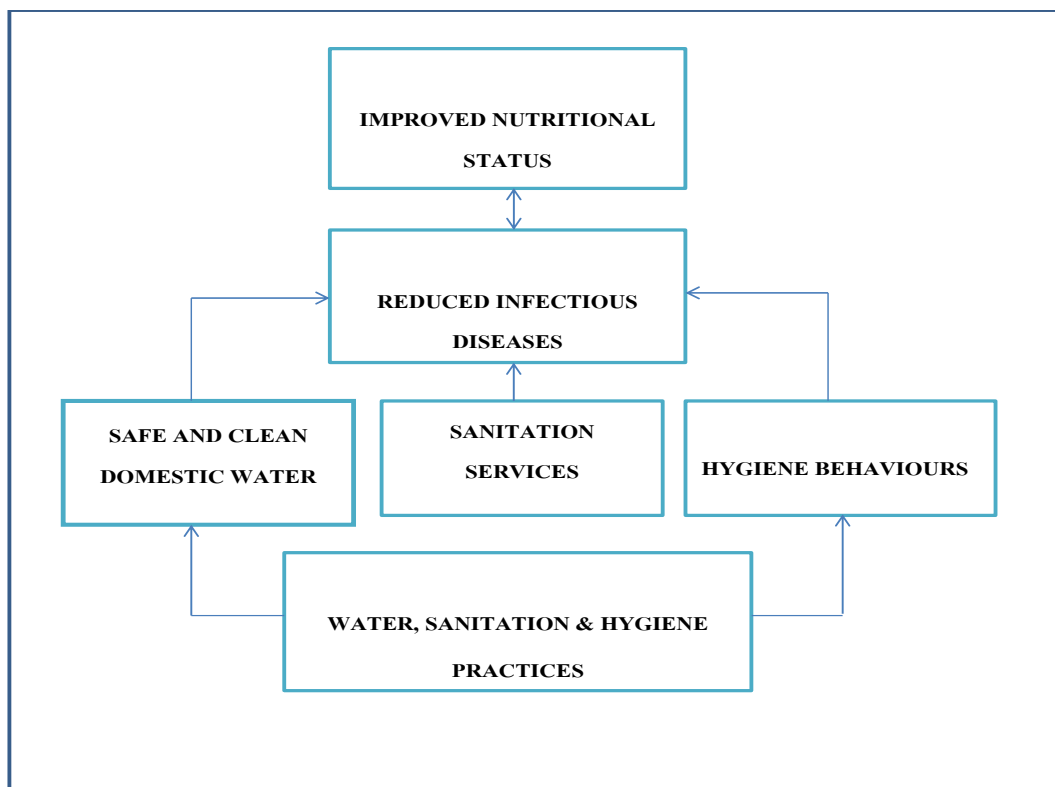 IMPROVED NUTRITIONAL
STATUS
REDUCED INFECTIOUS
DISEASES
SAFE AND CLEAN
DOMESTIC WATER
SANITATION
SERVICES
HYGIENE BEHAVIOURS
WATER, SANITATION & HYGIENE
PRACTICES